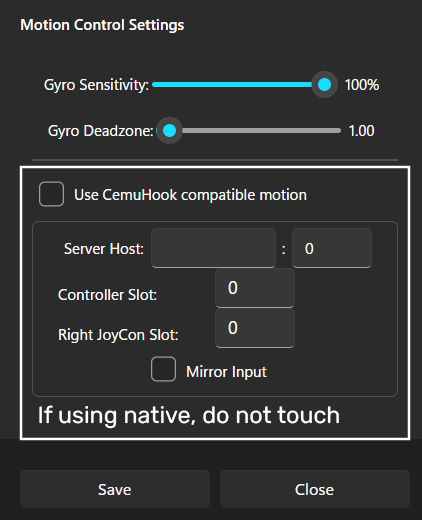 Motion Control Settings
Gyro Sensitivity: 100%
Gyro Deadzone: 1.00
Use CemuHook compatible motion
Server Host: : 0
Controller Slot: 0
Right JoyCon Slot: 0
Mirror Input
If using native, do not touch
Save Close